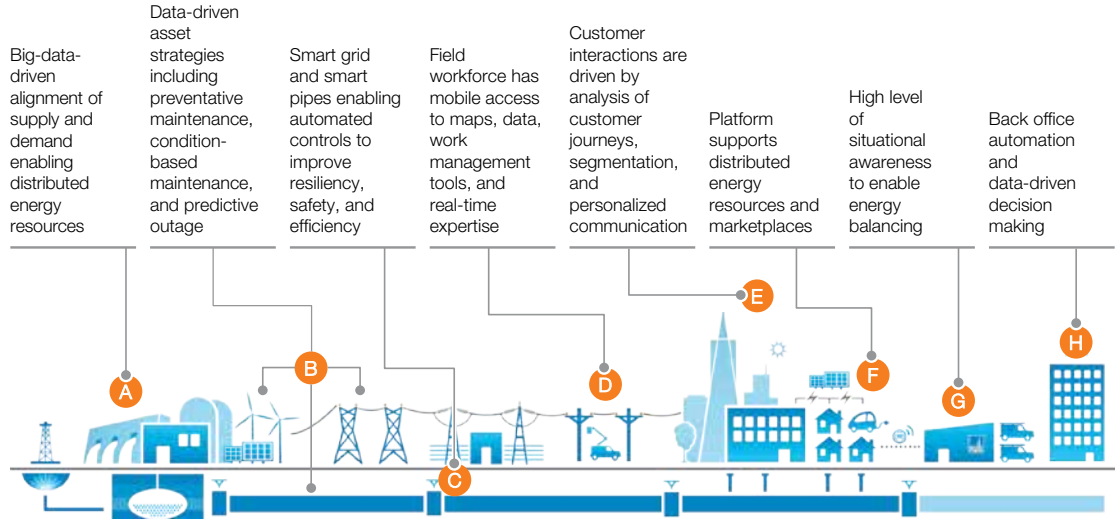 Big-data-
driven
alignment of
supply and
demand
enabling
distributed
energy
resources
Data-driven
asset
strategies
including
preventative
maintenance,
condition-
based
maintenance,
and predictive
outage
Smart grid
and smart
pipes enabling
automated
controls to
improve
resiliency,
safety, and
efficiency
Field
workforce has
mobile access
to maps, data,
work
management
tools, and
real-time
expertise
Customer
interactions are
driven by
analysis of
customer
journeys,
segmentation,
and
personalized
communication
Platform
supports
distributed
energy
resources and
marketplaces
High level
of
situational
awareness
to enable
energy
balancing
Back office
automation
and
data-driven
decision
making
A
B
C
D
E
F
G
H